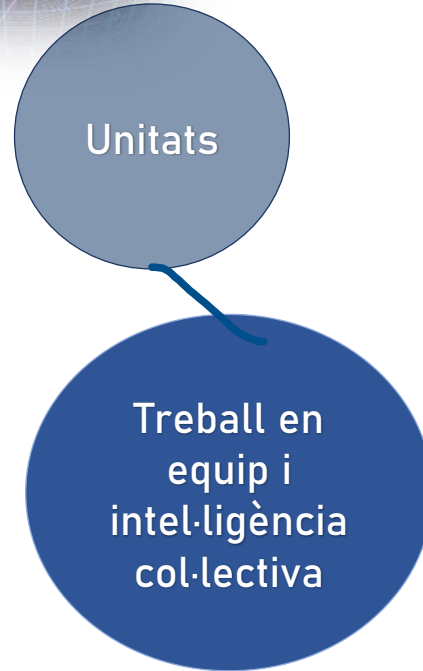 Unitats
Treball en
equip i
intel·ligència
col·lectiva